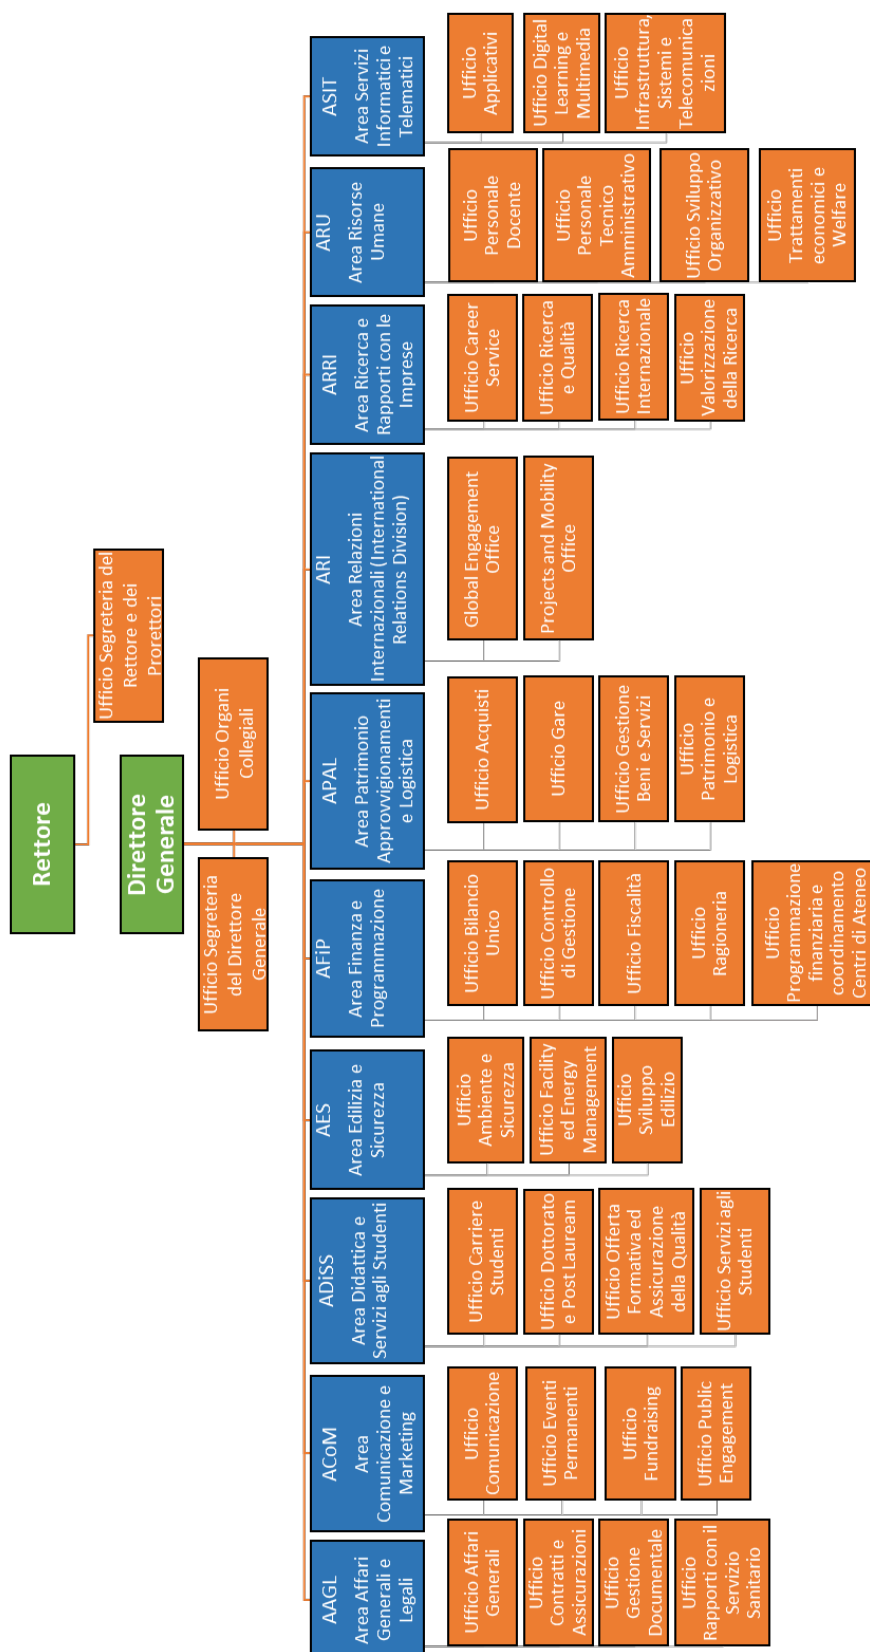 Rettore
Ufficio Segreteria del
Rettore e dei
Prorettori
Direttore
Generale
Ufficio Segreteria
del Direttore
Generale
Ufficio Organi
Collegiali
AAGL
Area Affari
Generali e
Legali
Ufficio Affari
Generali
Ufficio
Contratti e
Assicurazioni
Ufficio
Gestione
Documentale
Ufficio
Rapporti con il
Servizio
Sanitario
ACoM
Area
Comunicazione e
Marketing
Ufficio
Comunicazione
Ufficio Eventi
Permanenti
Ufficio
Fundraising
Ufficio Public
Engagement
ADiSS
Area Didattica e
Servizi agli Studenti
Ufficio Carriere
Studenti
Ufficio Dottorato
e Post Lauream
Ufficio Offerta
Formativa ed
Assicurazione
della Qualità
Ufficio Servizi agli
Studenti
AES
Area Edilizia e
Sicurezza
Ufficio
Ambiente e
Sicurezza
Ufficio Facility
ed Energy
Management
Ufficio
Sviluppo
Edilizio
AFiP
Area Finanza e
Programmazione
Ufficio Bilancio
Unico
Ufficio Controllo
di Gestione
Ufficio Fiscalità
Ufficio
Ragioneria
Ufficio
Programmazione
finanziaria e
coordinamento
Centri di Ateneo
APAL
Area Patrimonio
Approvvigionamenti
e Logistica
Ufficio Acquisti
Ufficio Gare
Ufficio Gestione
Beni e Servizi
Ufficio
Patrimonio e
Logistica
ARI
Area Relazioni
Internazionali (International
Relations Division)
Global Engagement
Office
Projects and Mobility
Office
ARRI
Area Ricerca e
Rapporti con le
Imprese
Ufficio Career
Service
Ufficio Ricerca
e Qualità
Ufficio Ricerca
Internazionale
Ufficio
Valorizzazione
della Ricerca
ARU
Area Risorse
Umane
Ufficio
Personale
Docente
Ufficio
Personale
Tecnico
Amministrativo
Ufficio Sviluppo
Organizzativo
Ufficio
Trattamenti
economici e
Welfare
ASIT
Area Servizi
Informatici e
Telematici
Ufficio
Applicativi
Ufficio Digital
Learning e
Multimedia
Ufficio
Infrastruttura,
Sistemi e
Telecomunica
zioni